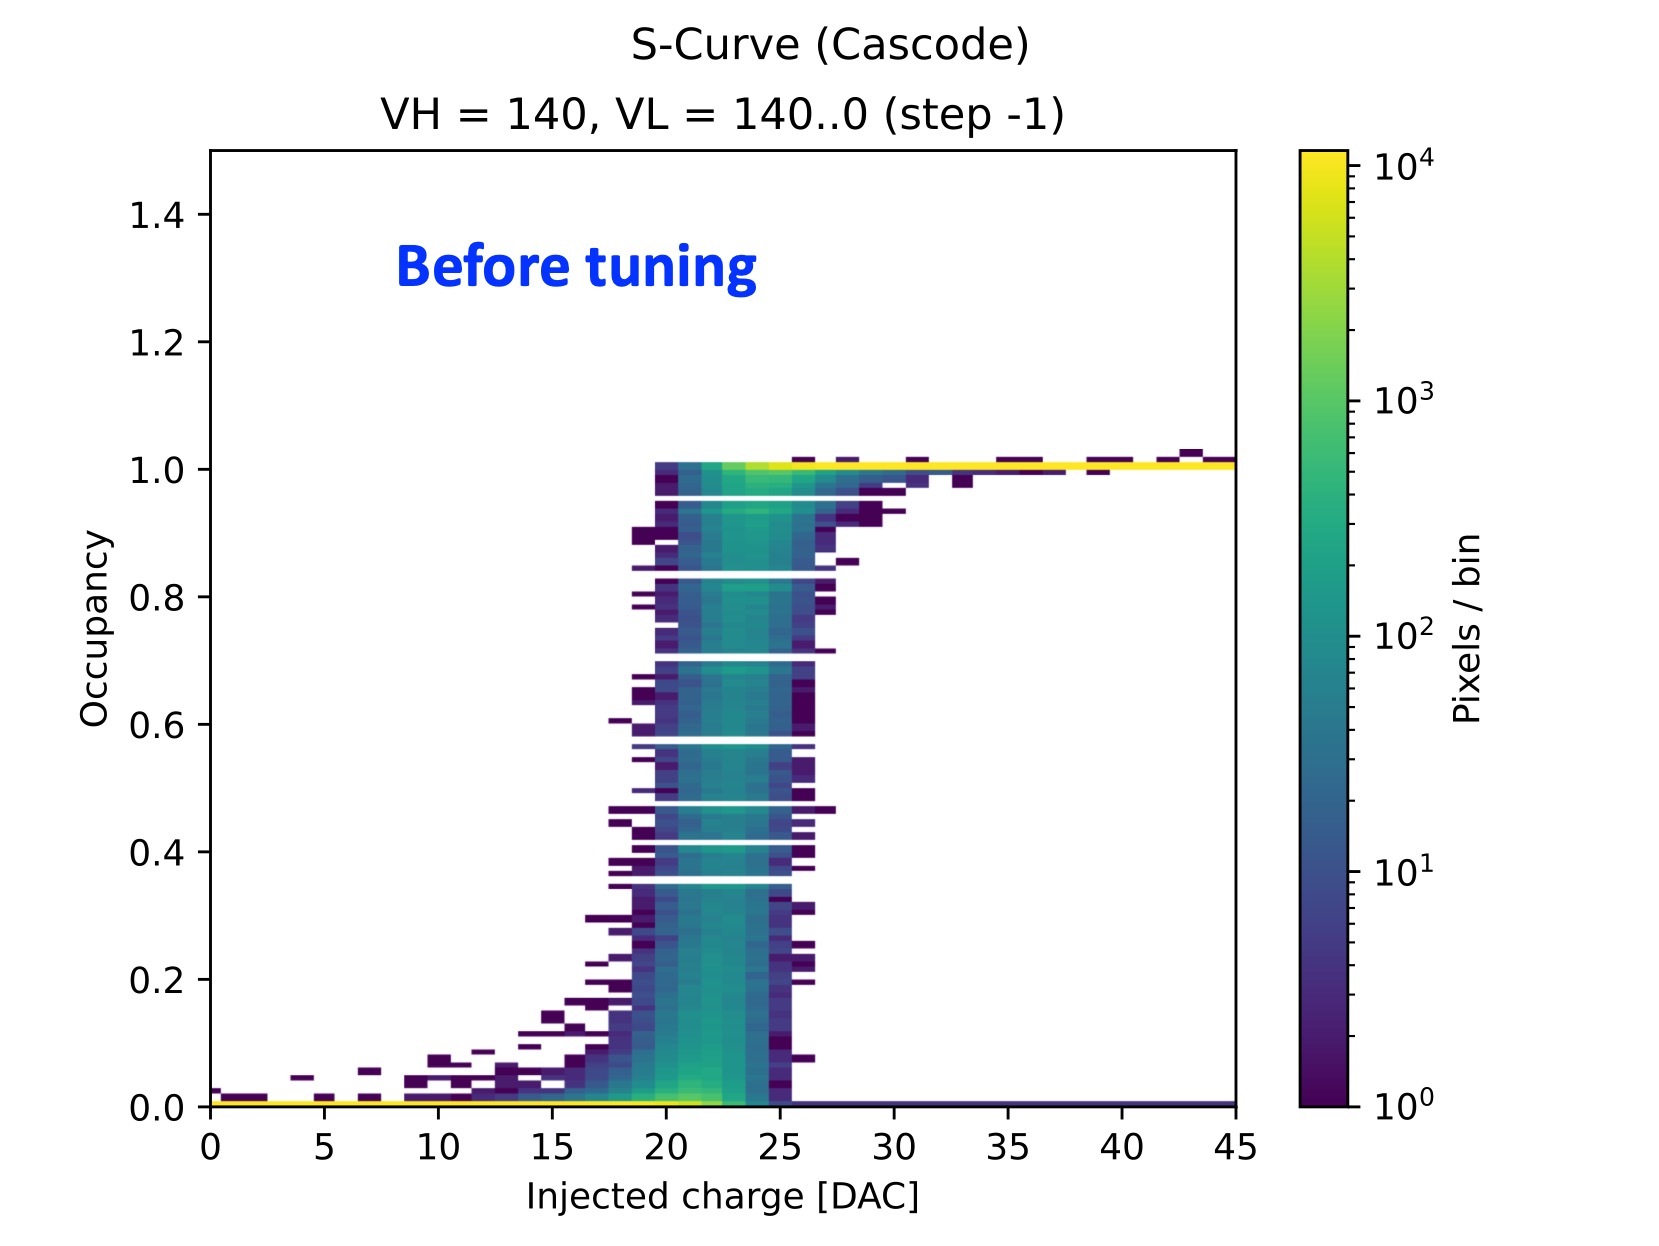 S-Curve (Cascode)
VH = 140, VL = 140..0 (step -1)
Before tuning
Occupancy
1.4
1.2
1.0
0.8
0.6
0.4
0.2
0.0
0 5 10 15 20 25 30 35 40 45
Injected charge [DAC]
10⁴
10³
10²
10¹
10⁰
Pixels / bin